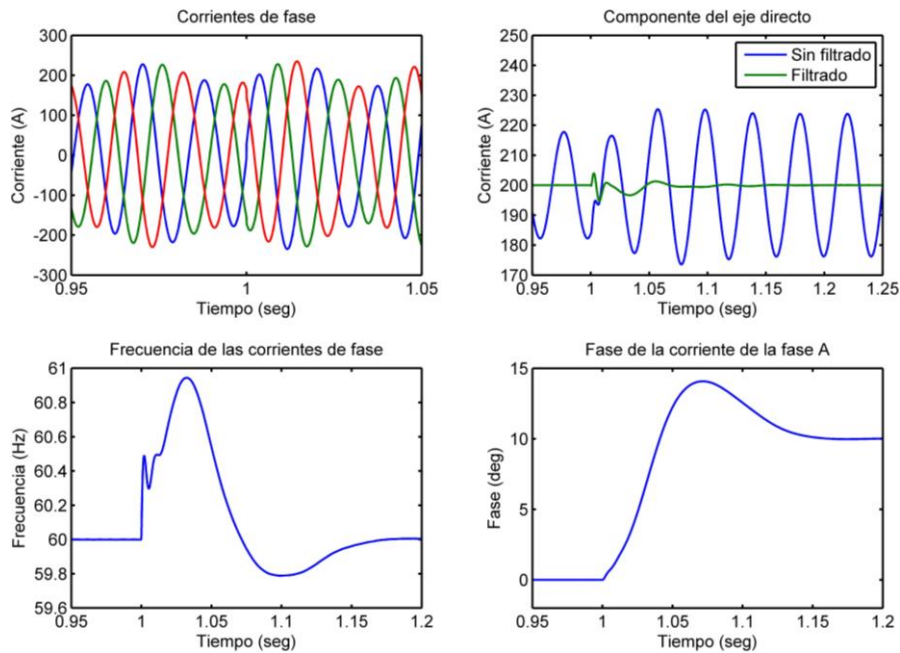 Corrientes de fase
300
200
100
0
-100
-200
-300
Corriente (A)
0.95 1 1.05
Tiempo (seg)
Componente del eje directo
250
240
230
220
210
200
190
180
170
Corriente (A)
Sin filtrado
Filtrado
0.95 1 1.05 1.1 1.15 1.2 1.25
Tiempo (seg)
Frecuencia de las corrientes de fase
61
60.8
60.6
60.4
60.2
60
59.8
59.6
Frecuencia (Hz)
0.95 1 1.05 1.1 1.15 1.2
Tiempo (seg)
Fase de la corriente de la fase A
15
10
5
0
Fase (deg)
0.95 1 1.05 1.1 1.15 1.2
Tiempo (seg)